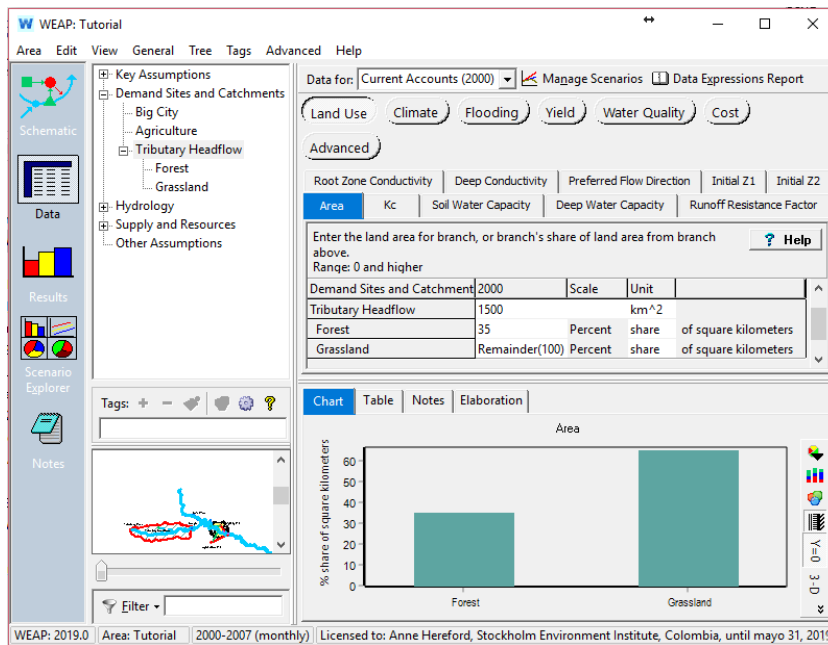 WEAP: Tutorial
Area Edit View General Tree Tags Advanced Help
Schematic
Data
Results
Scenario
Explorer
Notes
Key Assumptions
Demand Sites and Catchments
Big City
Agriculture
Tributary Headflow
Forest
Grassland
Hydrology
Supply and Resources
Other Assumptions
Tags:
Filter
Data for: Current Accounts (2000) Manage Scenarios Data Expressions Report
Land Use Climate Flooding Yield Water Quality Cost
Advanced
Root Zone Conductivity Deep Conductivity Preferred Flow Direction Initial Z1 Initial Z2
Area Kc Soil Water Capacity Deep Water Capacity Runoff Resistance Factor
Enter the land area for branch, or branch's share of land area from branch
above.
Range: 0 and higher
? Help
Demand Sites and Catchment 2000 Scale Unit
Tributary Headflow 1500 km^2
Forest 35 Percent share of square kilometers
Grassland Remainder(100) Percent share of square kilometers
Chart Table Notes Elaboration
Area
% share of square kilometers
60
50
40
30
20
10
0
Forest Grassland
Y=0
3-D
WEAP: 2019.0 Area: Tutorial 2000-2007 (monthly) Licensed to: Anne Hereford, Stockholm Environment Institute, Colombia, until mayo 31, 2019